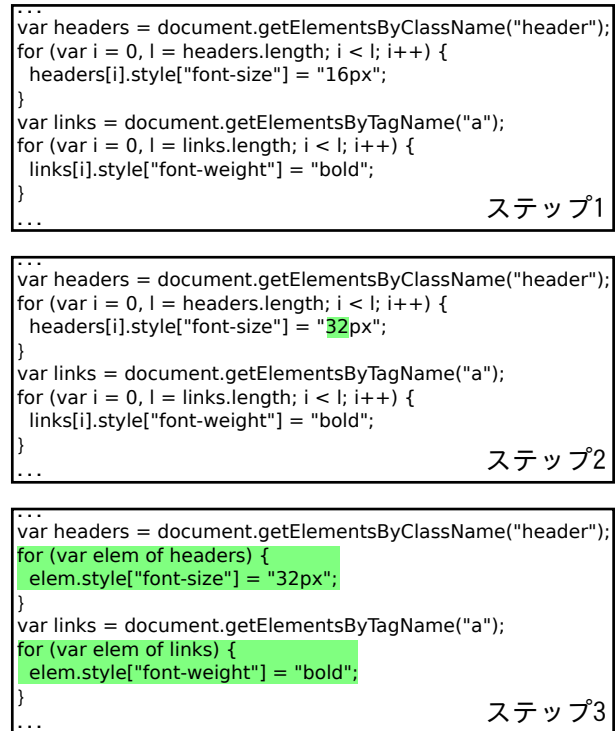 ...
var headers = document.getElementsByClassName("header");
for (var i = 0, l = headers.length; i < l; i++) {
  headers[i].style["font-size"] = "16px";
}
var links = document.getElementsByTagName("a");
for (var i = 0, l = links.length; i < l; i++) {
  links[i].style["font-weight"] = "bold";
}
...
ステップ1
...
var headers = document.getElementsByClassName("header");
for (var i = 0, l = headers.length; i < l; i++) {
  headers[i].style["font-size"] = "32px";
}
var links = document.getElementsByTagName("a");
for (var i = 0, l = links.length; i < l; i++) {
  links[i].style["font-weight"] = "bold";
}
...
ステップ2
...
var headers = document.getElementsByClassName("header");
for (var elem of headers) {
  elem.style["font-size"] = "32px";
}
var links = document.getElementsByTagName("a");
for (var elem of links) {
  elem.style["font-weight"] = "bold";
}
...
ステップ3